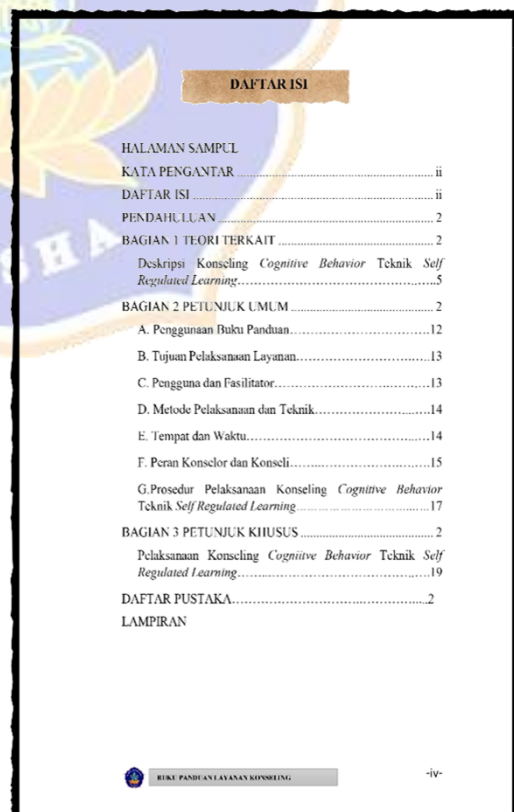 DAFTAR ISI
HALAMAN SAMPUL
KATA PENGANTAR ........................................................ ii
DAFTAR ISI ........................................................ ii
PENDAHULUAN ........................................................ 2
BAGIAN 1 TEORI TERKAIT ........................................................ 2
Deskripsi Konseling Cognitive Behavior Teknik Self
Regulated Learning........................................................5
BAGIAN 2 PETUNJUK UMUM ........................................................ 2
A. Penggunaan Buku Panduan........................................12
B. Tujuan Pelaksanaan Layanan........................................13
C. Pengguna dan Fasilitator........................................13
D. Metode Pelaksanaan dan Teknik........................................14
E. Tempat dan Waktu........................................14
F. Peran Konselor dan Konseli........................................15
G.Prosedur Pelaksanaan Konseling Cognitive Behavior
Teknik Self Regulated Learning........................................17
BAGIAN 3 PETUNJUK KHUSUS ........................................ 2
Pelaksanaan Konseling Cogniitve Behavior Teknik Self
Regulated Learning........................................19
DAFTAR PUSTAKA........................................2
LAMPIRAN
BUKU PANDUAN LAYANAN KONSELING
-iv-
SHA